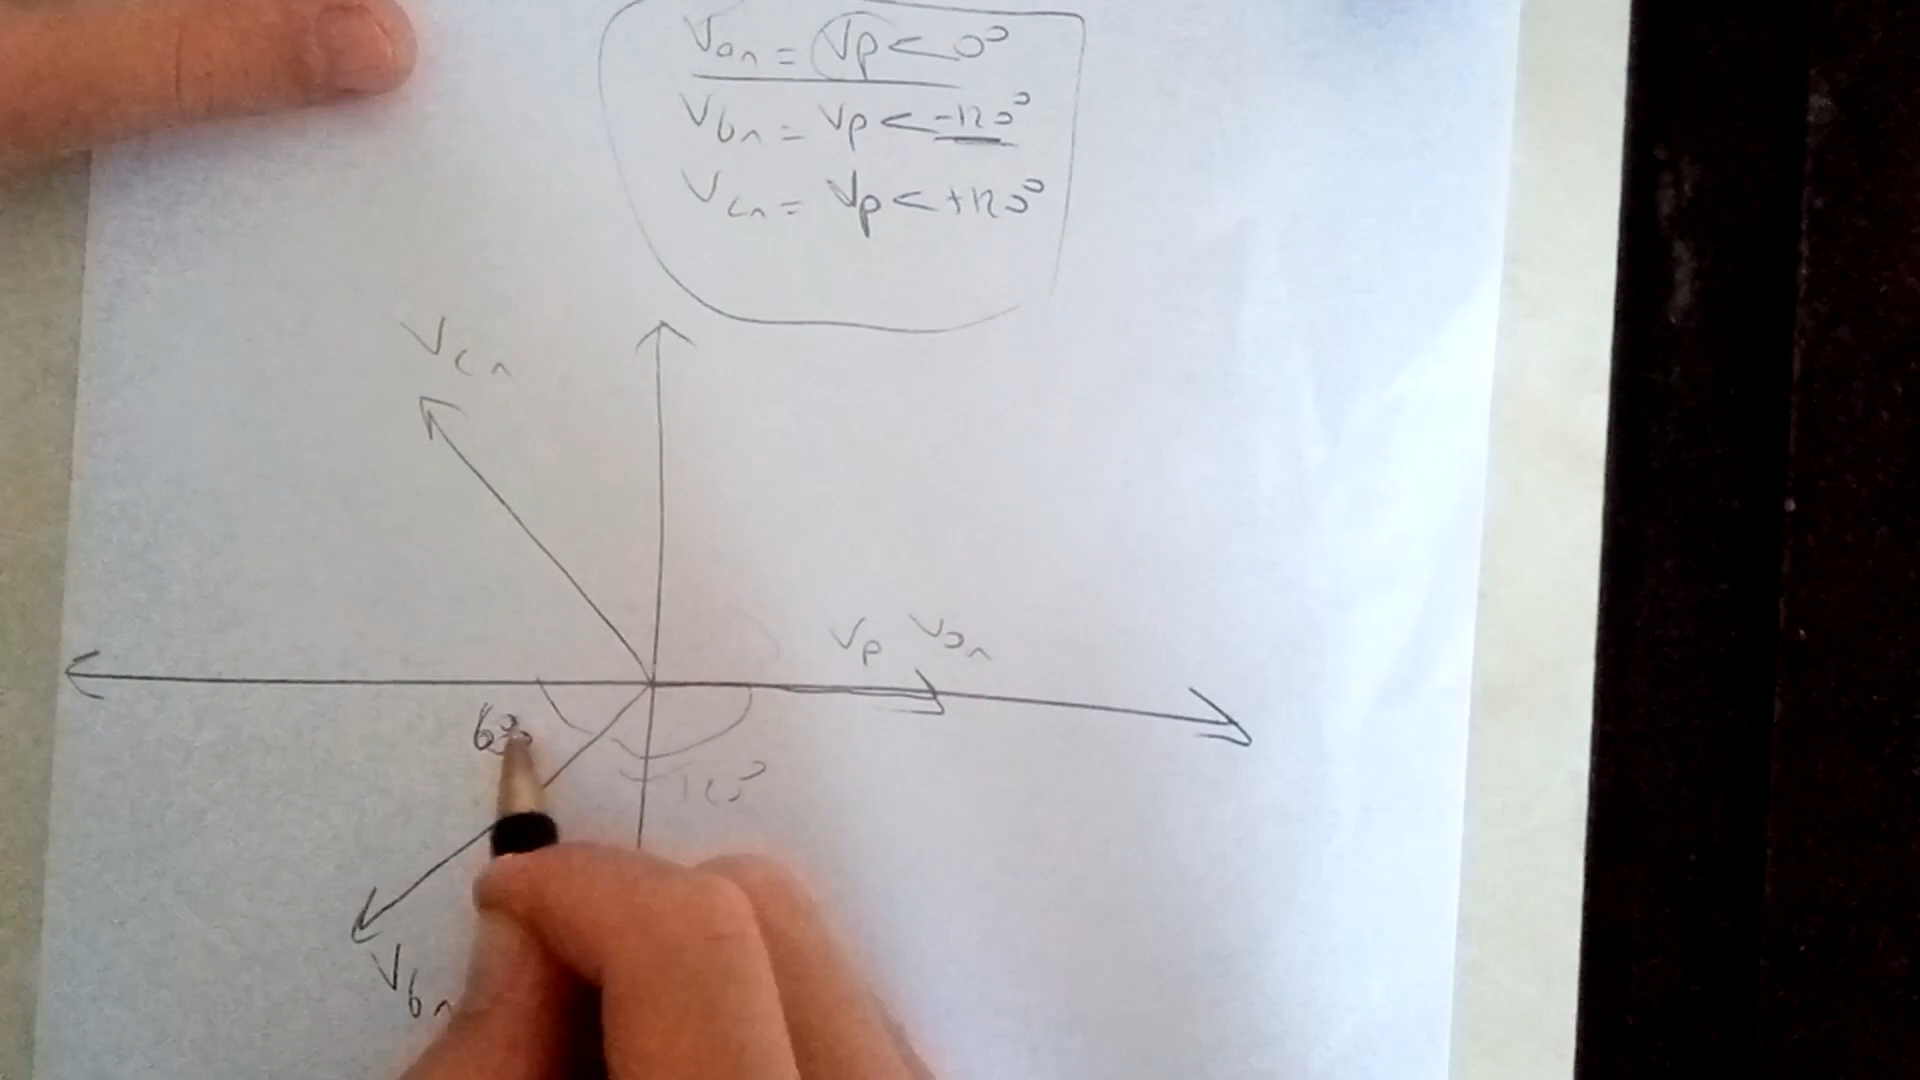 Van = Vp < 0°
Vbn = Vp < -120°
Vcn = Vp < +120°
Vcn
Vp Van
60
120°
Vbn